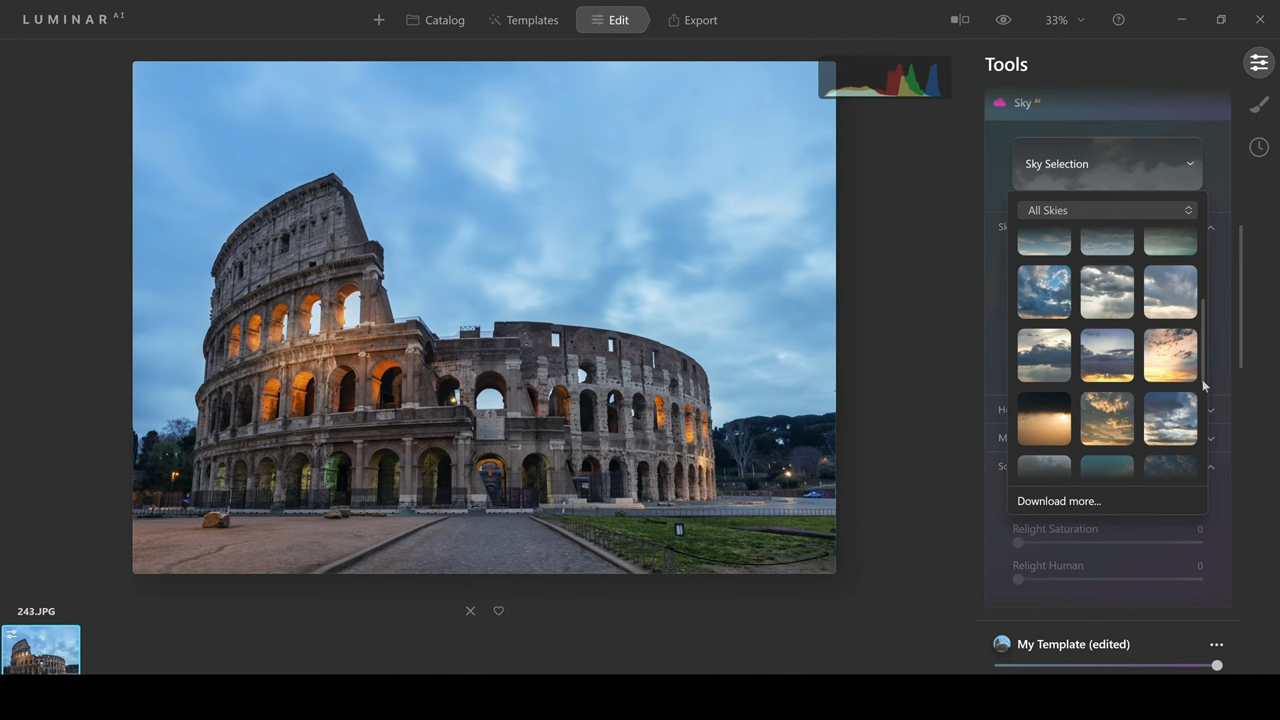 LUMINAR AI
Catalog
Templates
Edit
Export
33%
Tools
Sky AI
Sky Selection
All Skies
Download more...
Relight Saturation 0
Relight Human 0
243.JPG
My Template (edited)